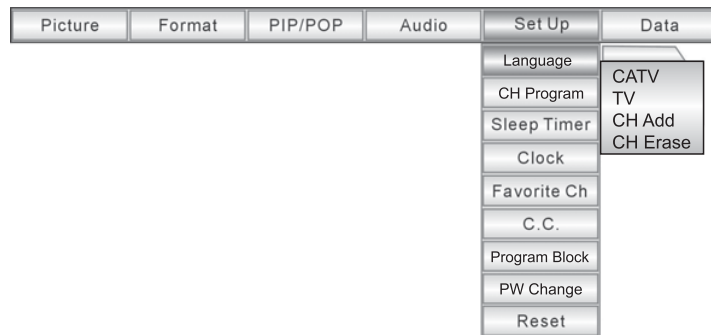 Picture Format PIP/POP Audio Set Up Data
Language
CH Program
Sleep Timer
Clock
Favorite Ch
C.C.
Program Block
PW Change
Reset
CATV
TV
CH Add
CH Erase